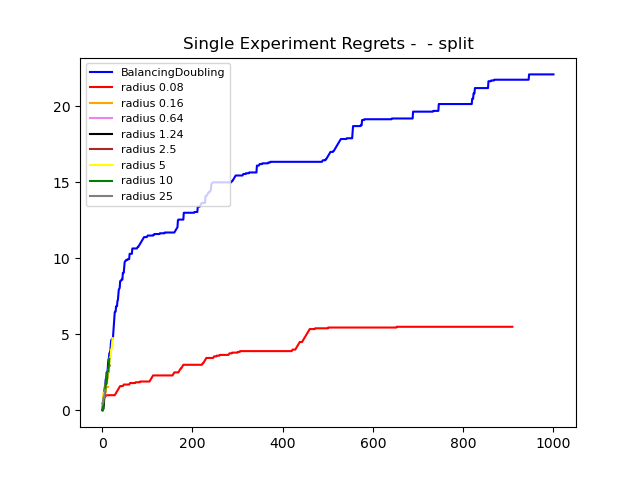 Single Experiment Regrets -  - split
BalancingDoubling
radius 0.08
radius 0.16
radius 0.64
radius 1.24
radius 2.5
radius 5
radius 10
radius 25
20
15
10
5
0
0 200 400 600 800 1000